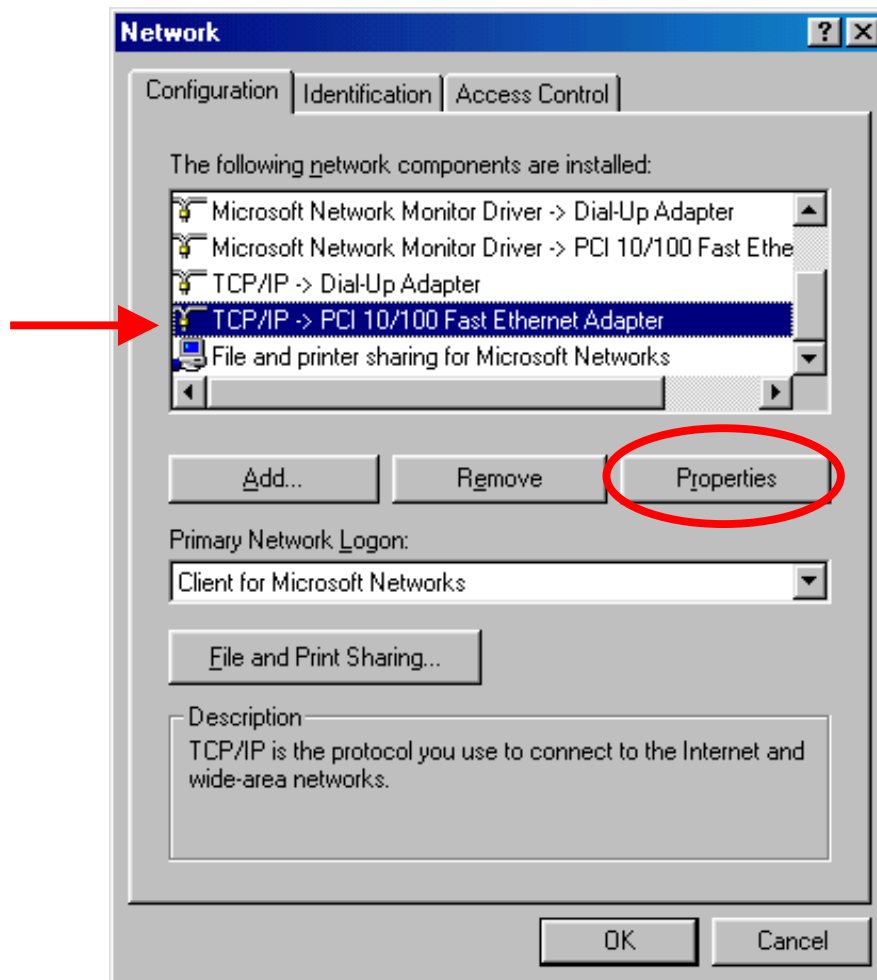 Network
Configuration Identification Access Control
The following network components are installed:
Microsoft Network Monitor Driver -> Dial-Up Adapter
Microsoft Network Monitor Driver -> PCI 10/100 Fast Ethe
TCP/IP -> Dial-Up Adapter
TCP/IP -> PCI 10/100 Fast Ethernet Adapter
File and printer sharing for Microsoft Networks
Add... Remove Properties
Primary Network Logon:
Client for Microsoft Networks
File and Print Sharing...
Description
TCP/IP is the protocol you use to connect to the Internet and
wide-area networks.
OK Cancel